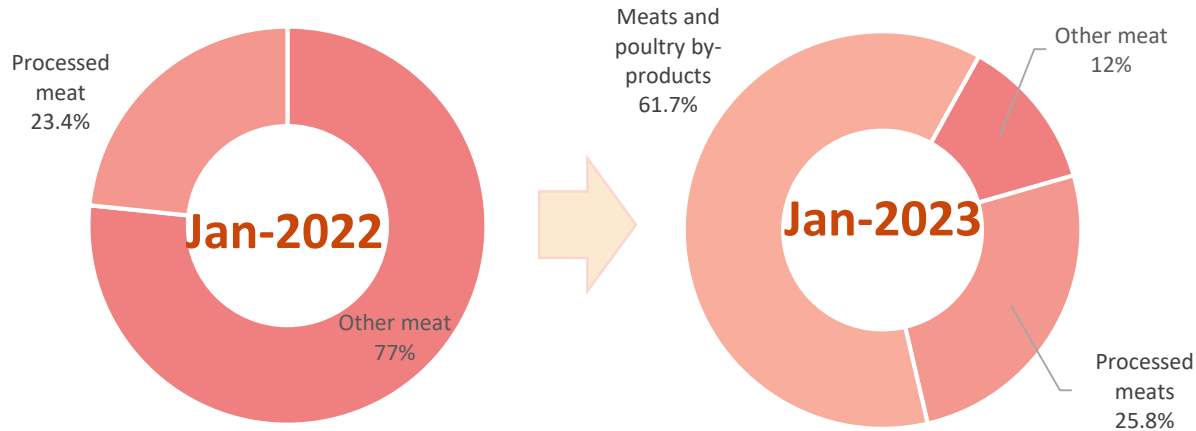 Processed
meat
23.4%
Jan-2022
Other meat
77%
Meats and
poultry by-
products
61.7%
Other meat
12%
Jan-2023
Processed
meats
25.8%